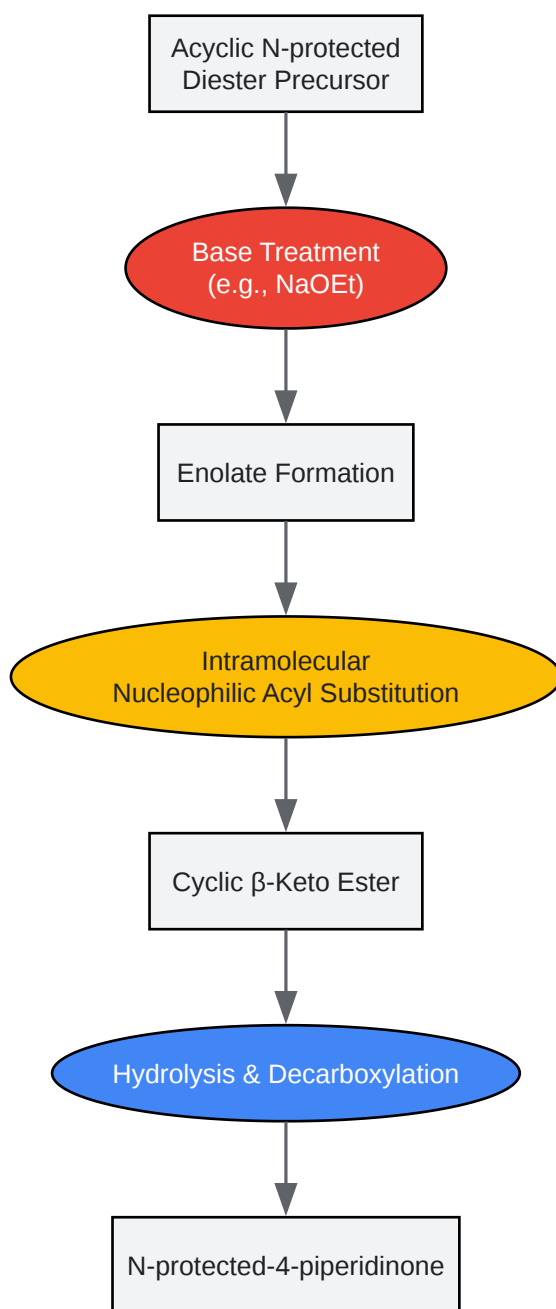 Acyclic N-protected
Diester Precursor
Base Treatment
(e.g., NaOEt)
Enolate Formation
Intramolecular
Nucleophilic Acyl Substitution
Cyclic β-Keto Ester
Hydrolysis & Decarboxylation
N-protected-4-piperidinone